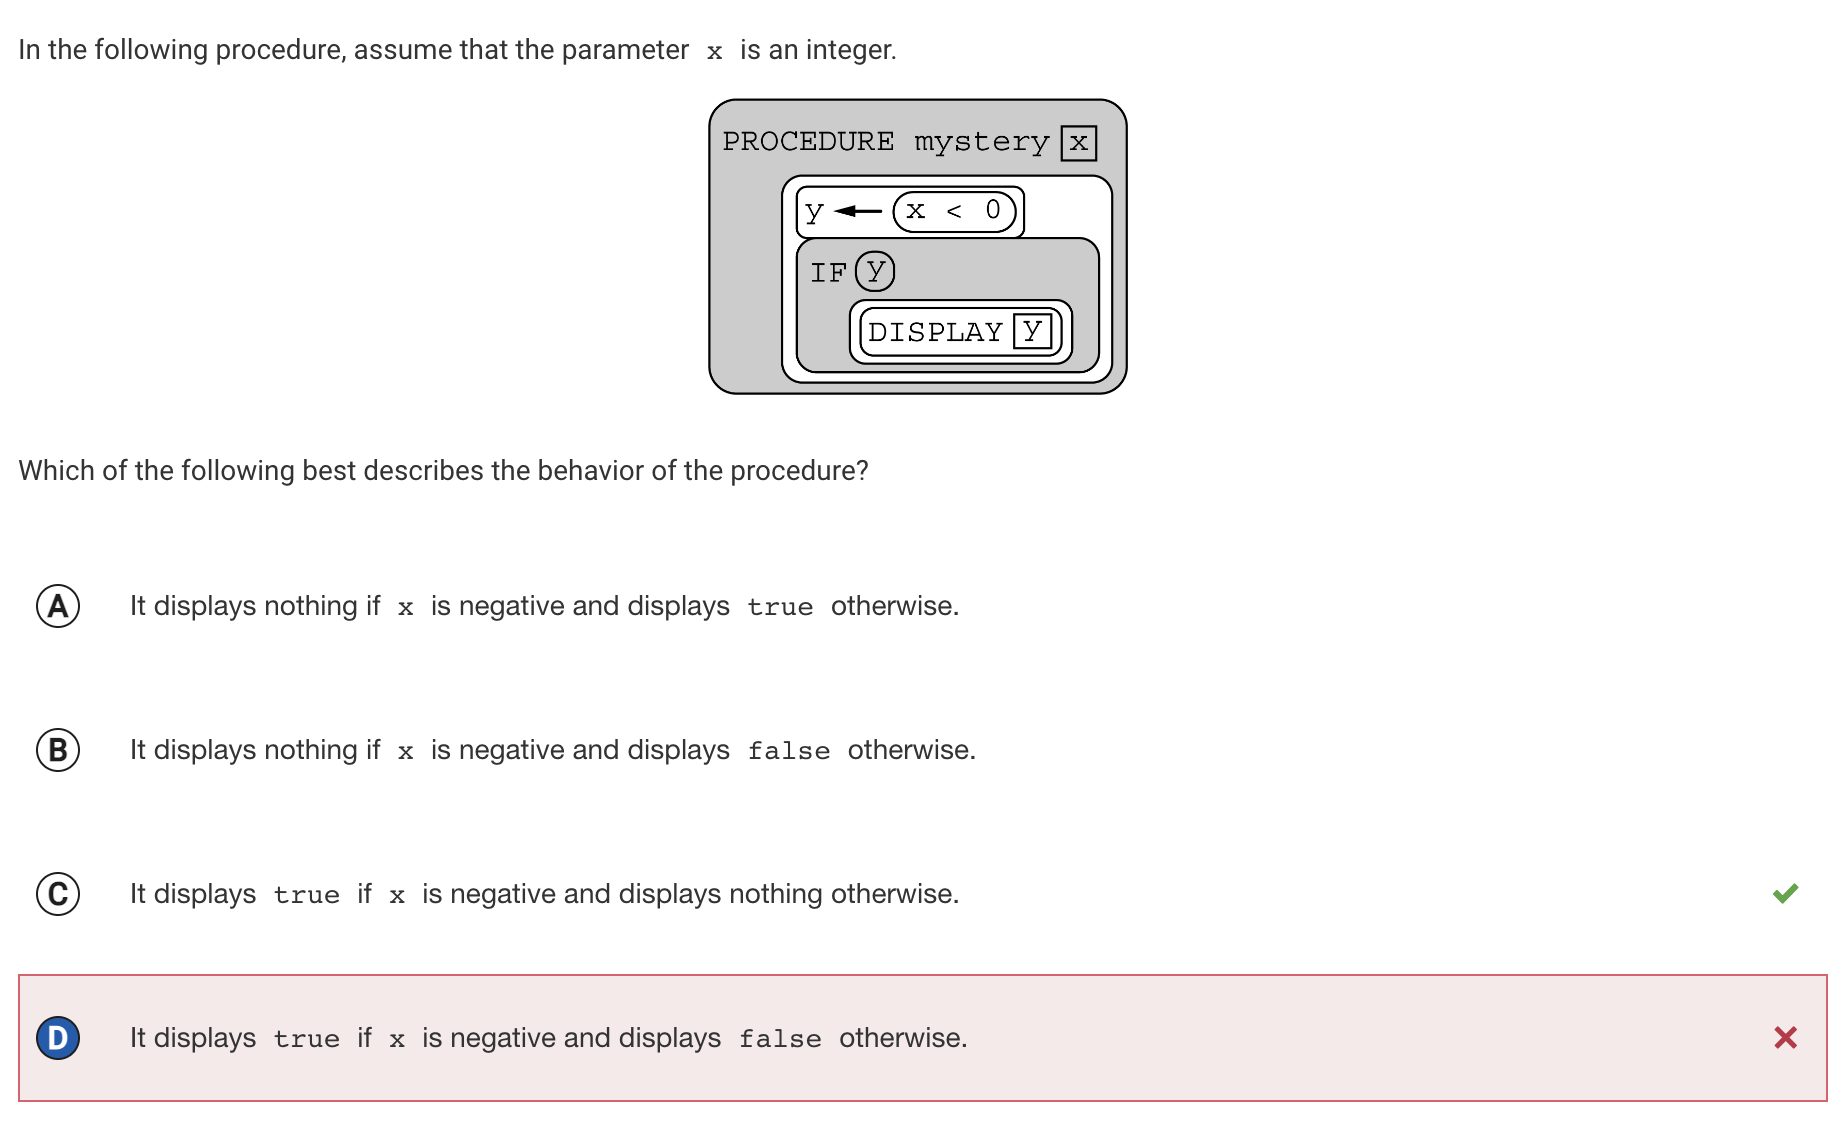 In the following procedure, assume that the parameter x is an integer.
PROCEDURE mystery x
y ← x < 0
IF y
DISPLAY y
Which of the following best describes the behavior of the procedure?
A It displays nothing if x is negative and displays true otherwise.
B It displays nothing if x is negative and displays false otherwise.
C It displays true if x is negative and displays nothing otherwise.
D It displays true if x is negative and displays false otherwise.